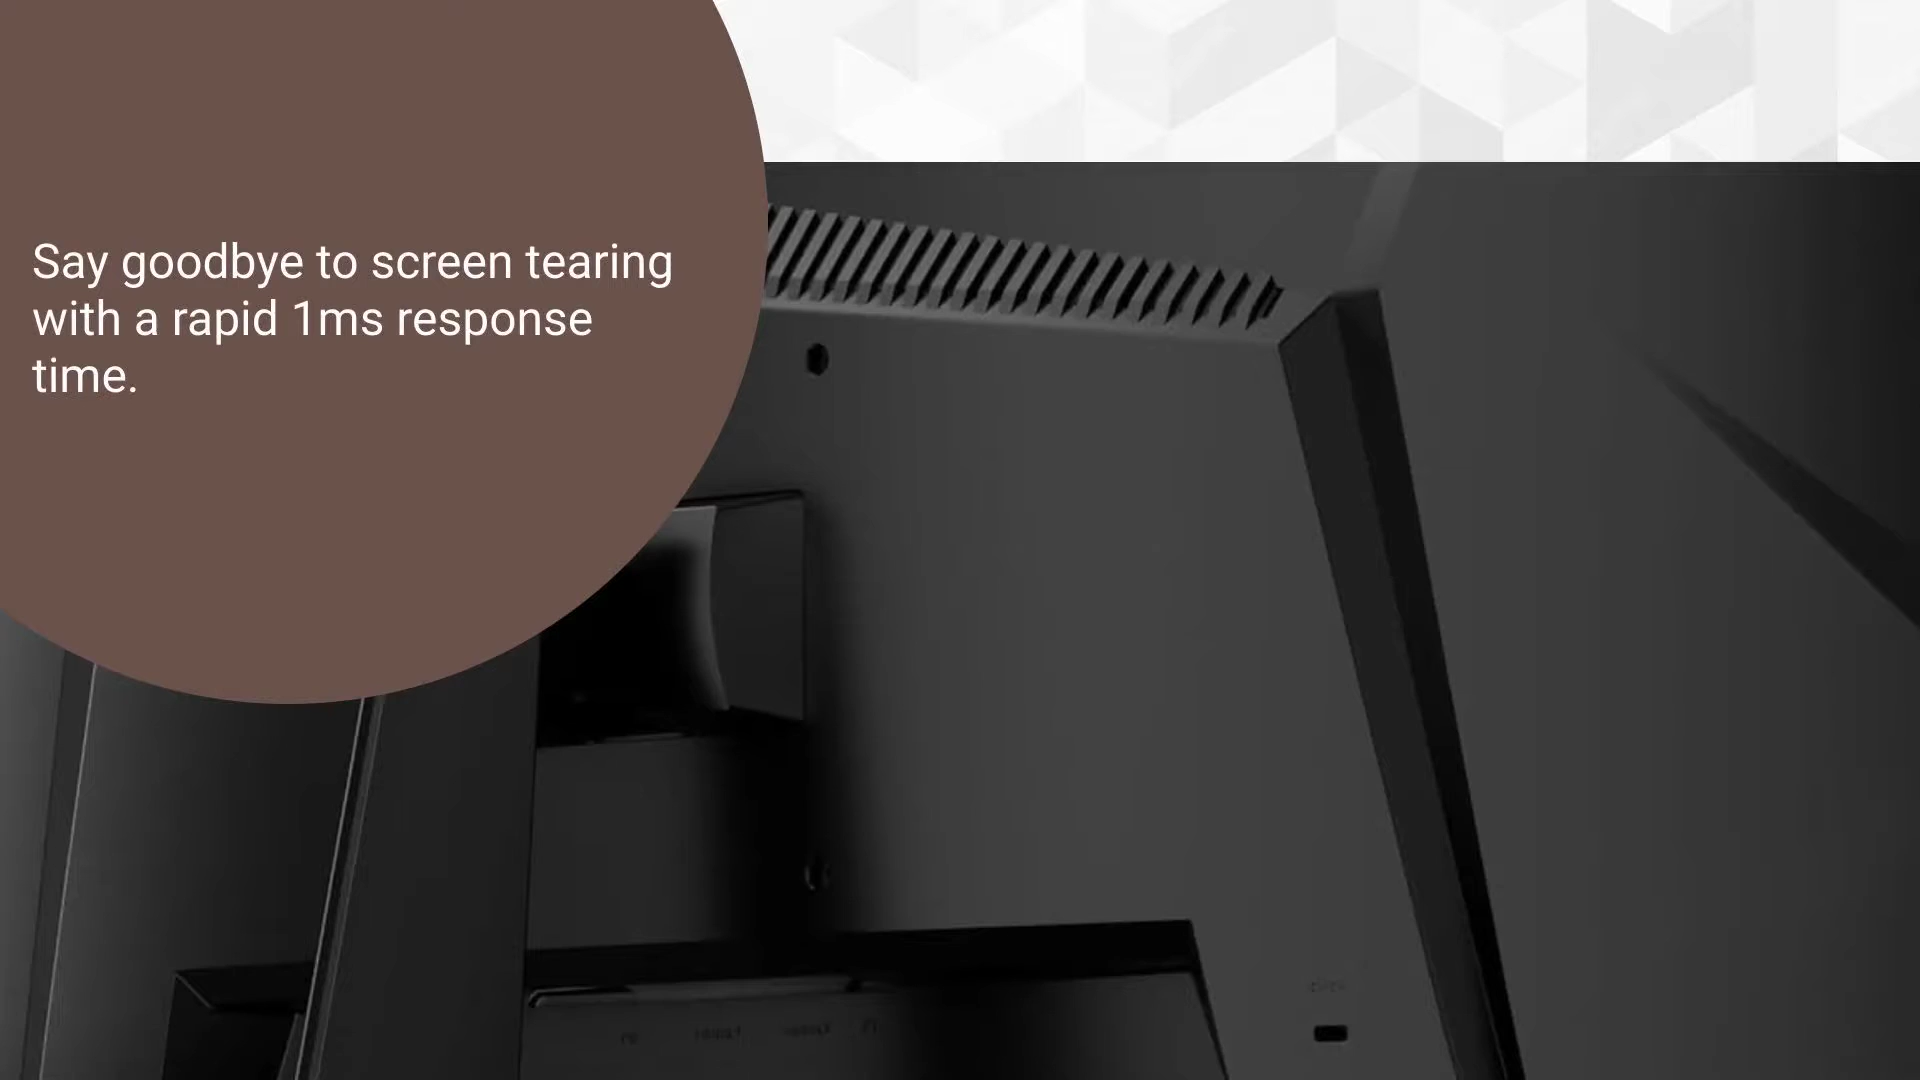 Say goodbye to screen tearing
with a rapid 1ms response
time.